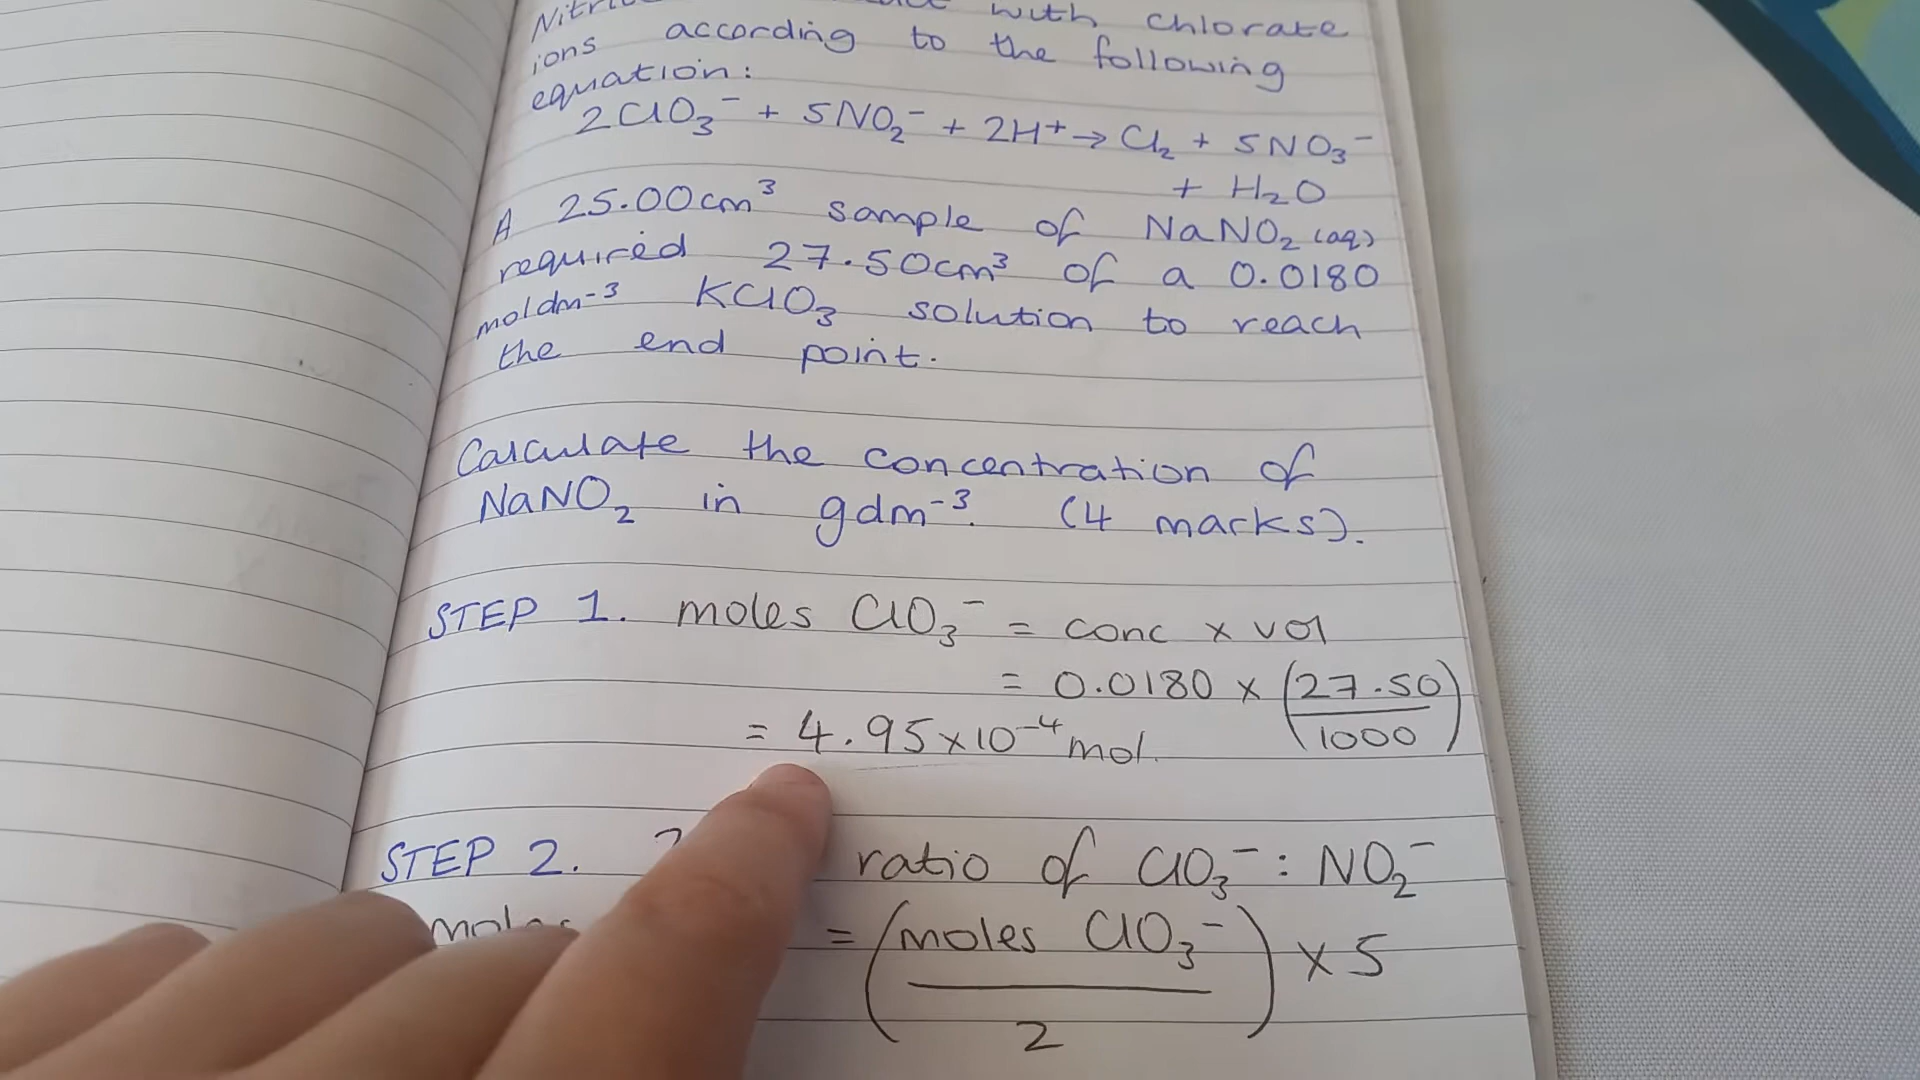 with chlorate
ions according to the following
equation:
2ClO₃⁻ + 5NO₂⁻ + 2H⁺ → Cl₂ + 5NO₃⁻
+ H₂O
A 25.00cm³ sample of NaNO₂(aq)
required 27.50cm³ of a 0.0180
moldm⁻³ KClO₃ solution to reach
the end point.
Calculate the concentration of
NaNO₂ in gdm⁻³. (4 marks).
STEP 1. moles ClO₃⁻ = conc x vol
= 0.0180 x (27.50/1000)
= 4.95x10⁻⁴mol.
STEP 2. ratio of ClO₃⁻ : NO₂⁻
moles = (moles ClO₃⁻/2) x 5